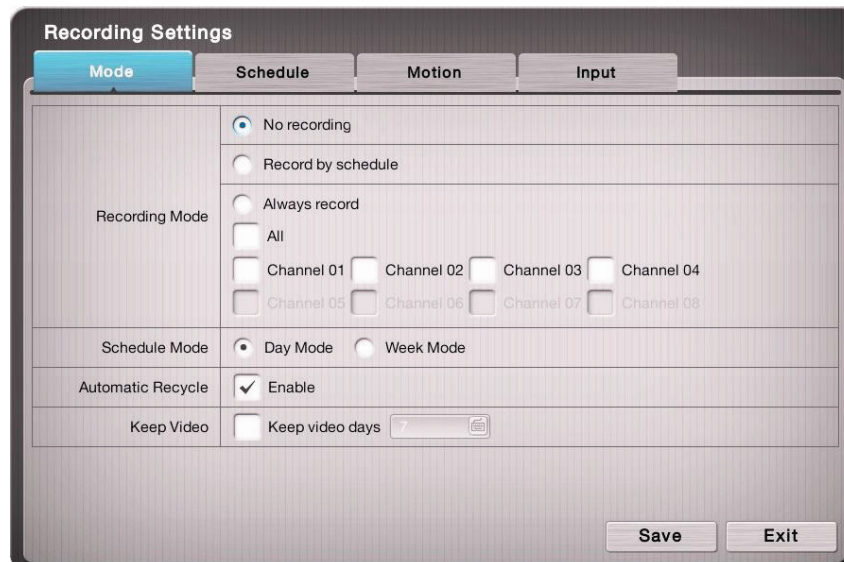 Recording Settings
Mode Schedule Motion Input
No recording
Record by schedule
Recording Mode
Always record
All
Channel 01 Channel 02 Channel 03 Channel 04
Channel 05 Channel 06 Channel 07 Channel 08
Schedule Mode Day Mode Week Mode
Automatic Recycle Enable
Keep Video Keep video days 7
Save Exit